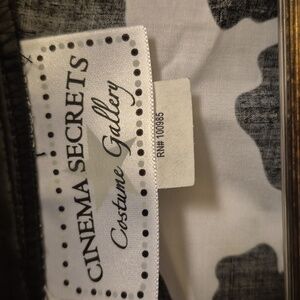 CINEMA SECRETS
Costume Gallery
RN# 100985